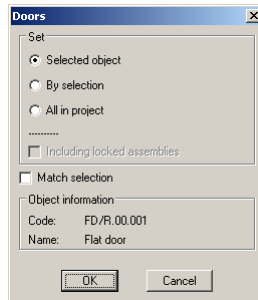 Doors
Set
Selected object
By selection
All in project
----------
Including locked assemblies
Match selection
Object information
Code: FD/R.00.001
Name: Flat door
OK Cancel